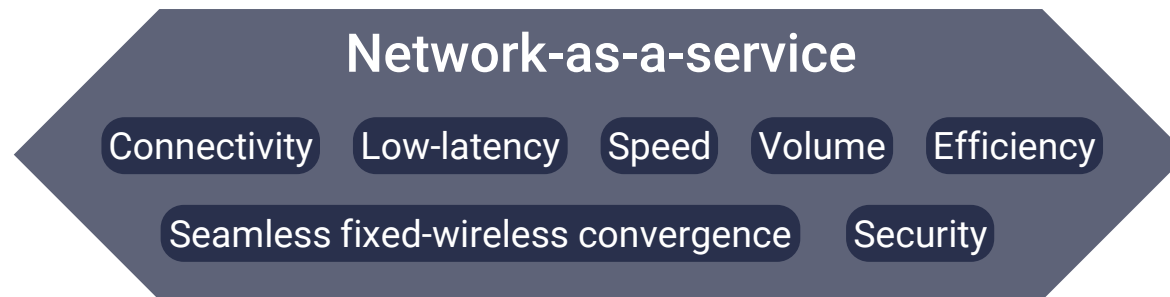 Network-as-a-service
Connectivity Low-latency Speed Volume Efficiency
Seamless fixed-wireless convergence Security